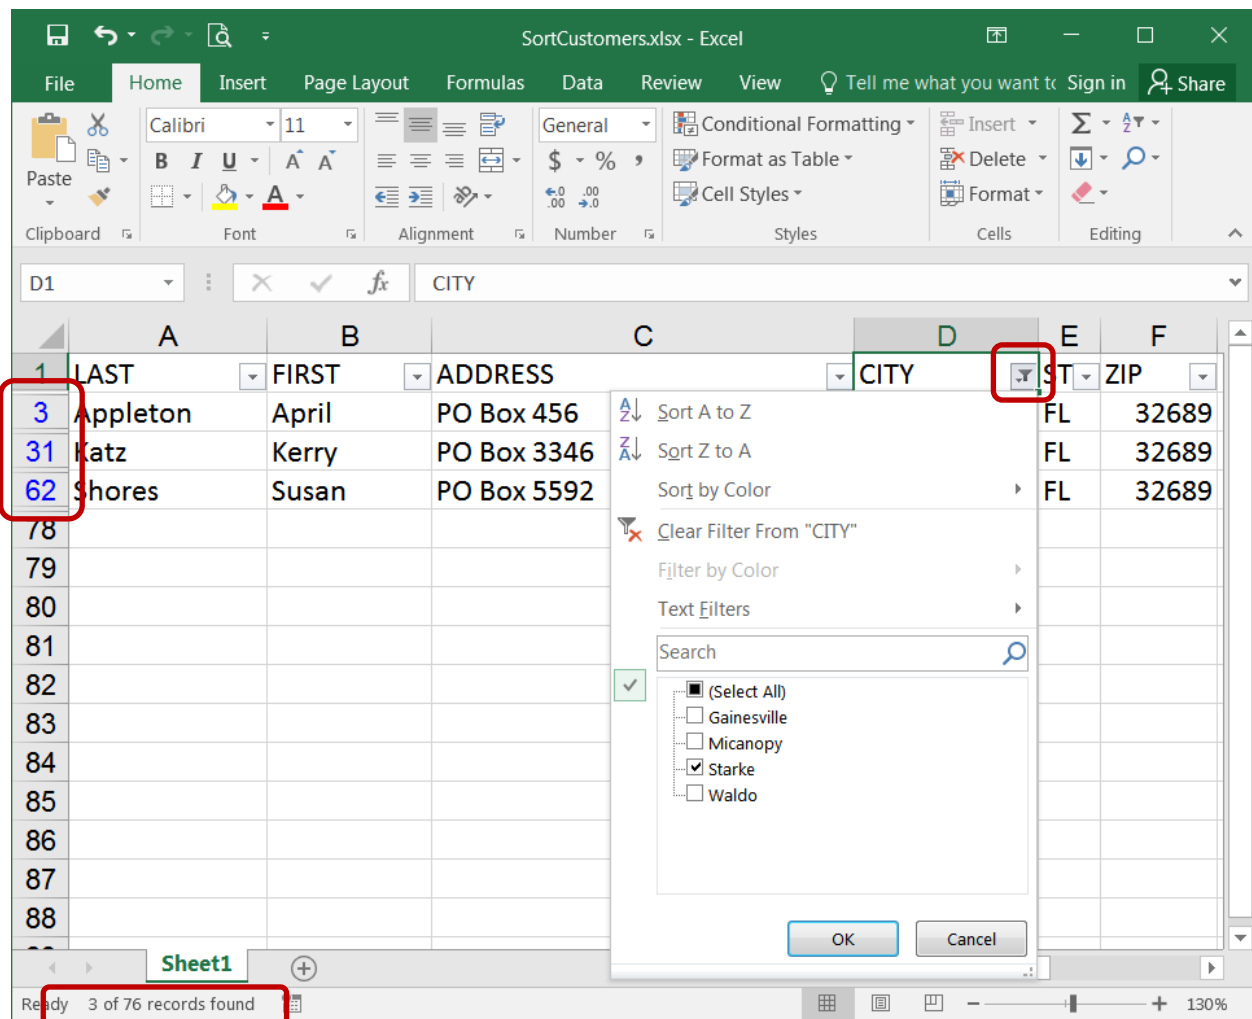 SortCustomers.xlsx - Excel
File Home Insert Page Layout Formulas Data Review View Tell me what you want to Sign in Share
Calibri 11 General Conditional Formatting Insert Σ
Paste B I U A A $ % , Format as Table Delete
A .00 .0 Cell Styles Format
Clipboard Font Alignment Number Styles Cells Editing
D1 fx CITY
A B C D E F
1 LAST FIRST ADDRESS CITY ST ZIP
3 Appleton April PO Box 456 FL 32689
31 Katz Kerry PO Box 3346 FL 32689
62 Shores Susan PO Box 5592 FL 32689
78
79
80
81
82
83
84
85
86
87
88
Sort A to Z
Sort Z to A
Sort by Color
Clear Filter From "CITY"
Filter by Color
Text Filters
Search
(Select All)
Gainesville
Micanopy
Starke
Waldo
OK Cancel
Sheet1
Ready 3 of 76 records found 130%